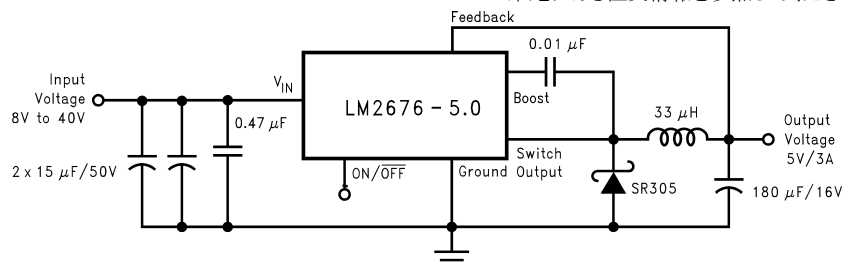 Feedback
0.01 μF
Input
Voltage
8V to 40V
VIN
LM2676 - 5.0
Boost
33 μH
Output
Voltage
5V/3A
0.47 μF
2 x 15 μF/50V
ON/OFF
Ground
Switch
Output
SR305
180 μF/16V